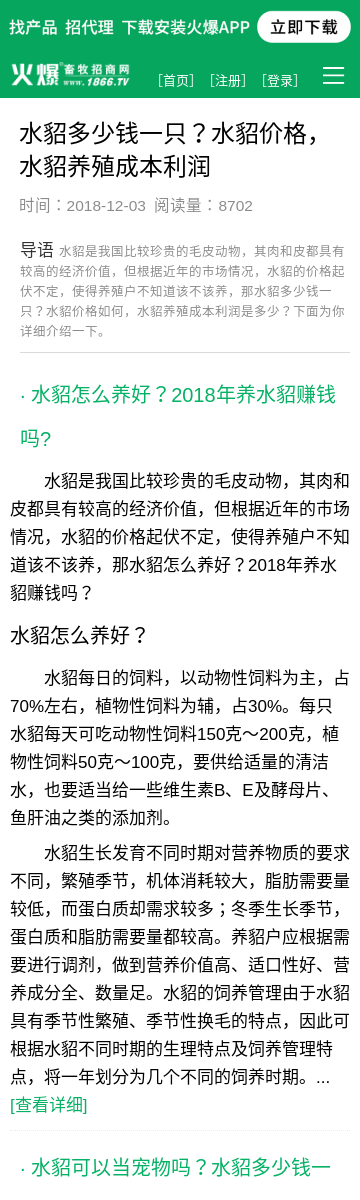 找产品 招代理 下载安装火爆APP 立即下载
火爆®畜牧招商网
www.1866.TV
[首页] [注册] [登录]
水貂多少钱一只？水貂价格，
水貂养殖成本利润
时间：2018-12-03 阅读量：8702
导语 水貂是我国比较珍贵的毛皮动物，其肉和皮都具有
较高的经济价值，但根据近年的市场情况，水貂的价格起
伏不定，使得养殖户不知道该不该养，那水貂多少钱一
只？水貂价格如何，水貂养殖成本利润是多少？下面为你
详细介绍一下。
· 水貂怎么养好？2018年养水貂赚钱
吗?
水貂是我国比较珍贵的毛皮动物，其肉和
皮都具有较高的经济价值，但根据近年的市场
情况，水貂的价格起伏不定，使得养殖户不知
道该不该养，那水貂怎么养好？2018年养水
貂赚钱吗？
水貂怎么养好？
水貂每日的饲料，以动物性饲料为主，占
70%左右，植物性饲料为辅，占30%。每只
水貂每天可吃动物性饲料150克～200克，植
物性饲料50克～100克，要供给适量的清洁
水，也要适当给一些维生素B、E及酵母片、
鱼肝油之类的添加剂。
水貂生长发育不同时期对营养物质的要求
不同，繁殖季节，机体消耗较大，脂肪需要量
较低，而蛋白质却需求较多；冬季生长季节，
蛋白质和脂肪需要量都较高。养貂户应根据需
要进行调剂，做到营养价值高、适口性好、营
养成分全、数量足。水貂的饲养管理由于水貂
具有季节性繁殖、季节性换毛的特点，因此可
根据水貂不同时期的生理特点及饲养管理特
点，将一年划分为几个不同的饲养时期。...
[查看详细]
· 水貂可以当宠物吗？水貂多少钱一